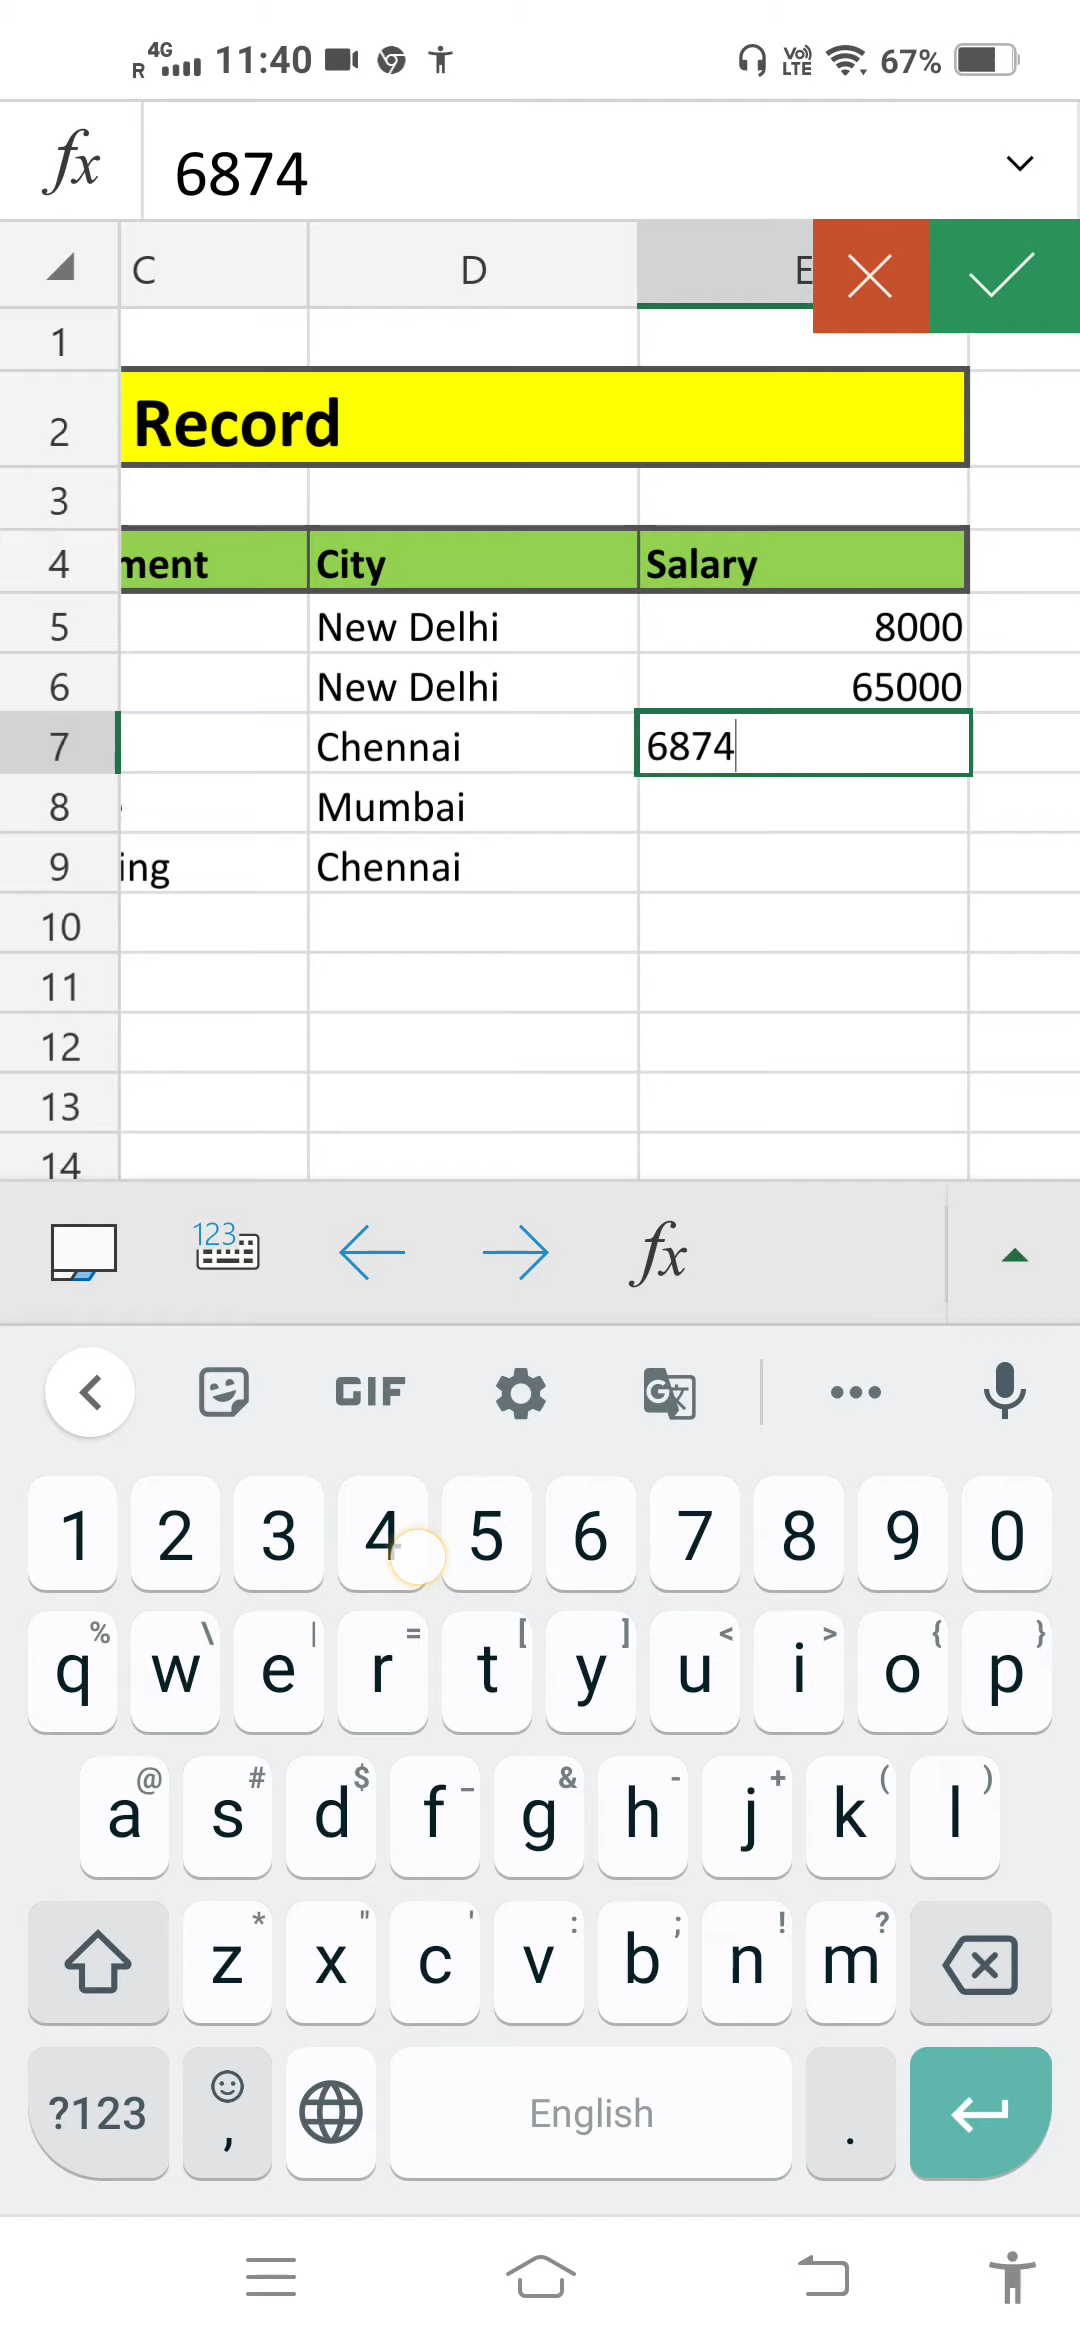 4G R 11:40 Vo)) LTE 67%
fx 6874
C D E
1
2 Record
3
4 ment City Salary
5 New Delhi 8000
6 New Delhi 65000
7 Chennai 6874
8 Mumbai
9 ing Chennai
10
11
12
13
14
123 fx
GIF G文
1 2 3 4 5 6 7 8 9 0
% \ | = [ ] < > { }
q w e r t y u i o p
@ # $ _ & - + ( )
a s d f g h j k l
* " ' : ; ! ?
z x c v b n m
?123 , English .